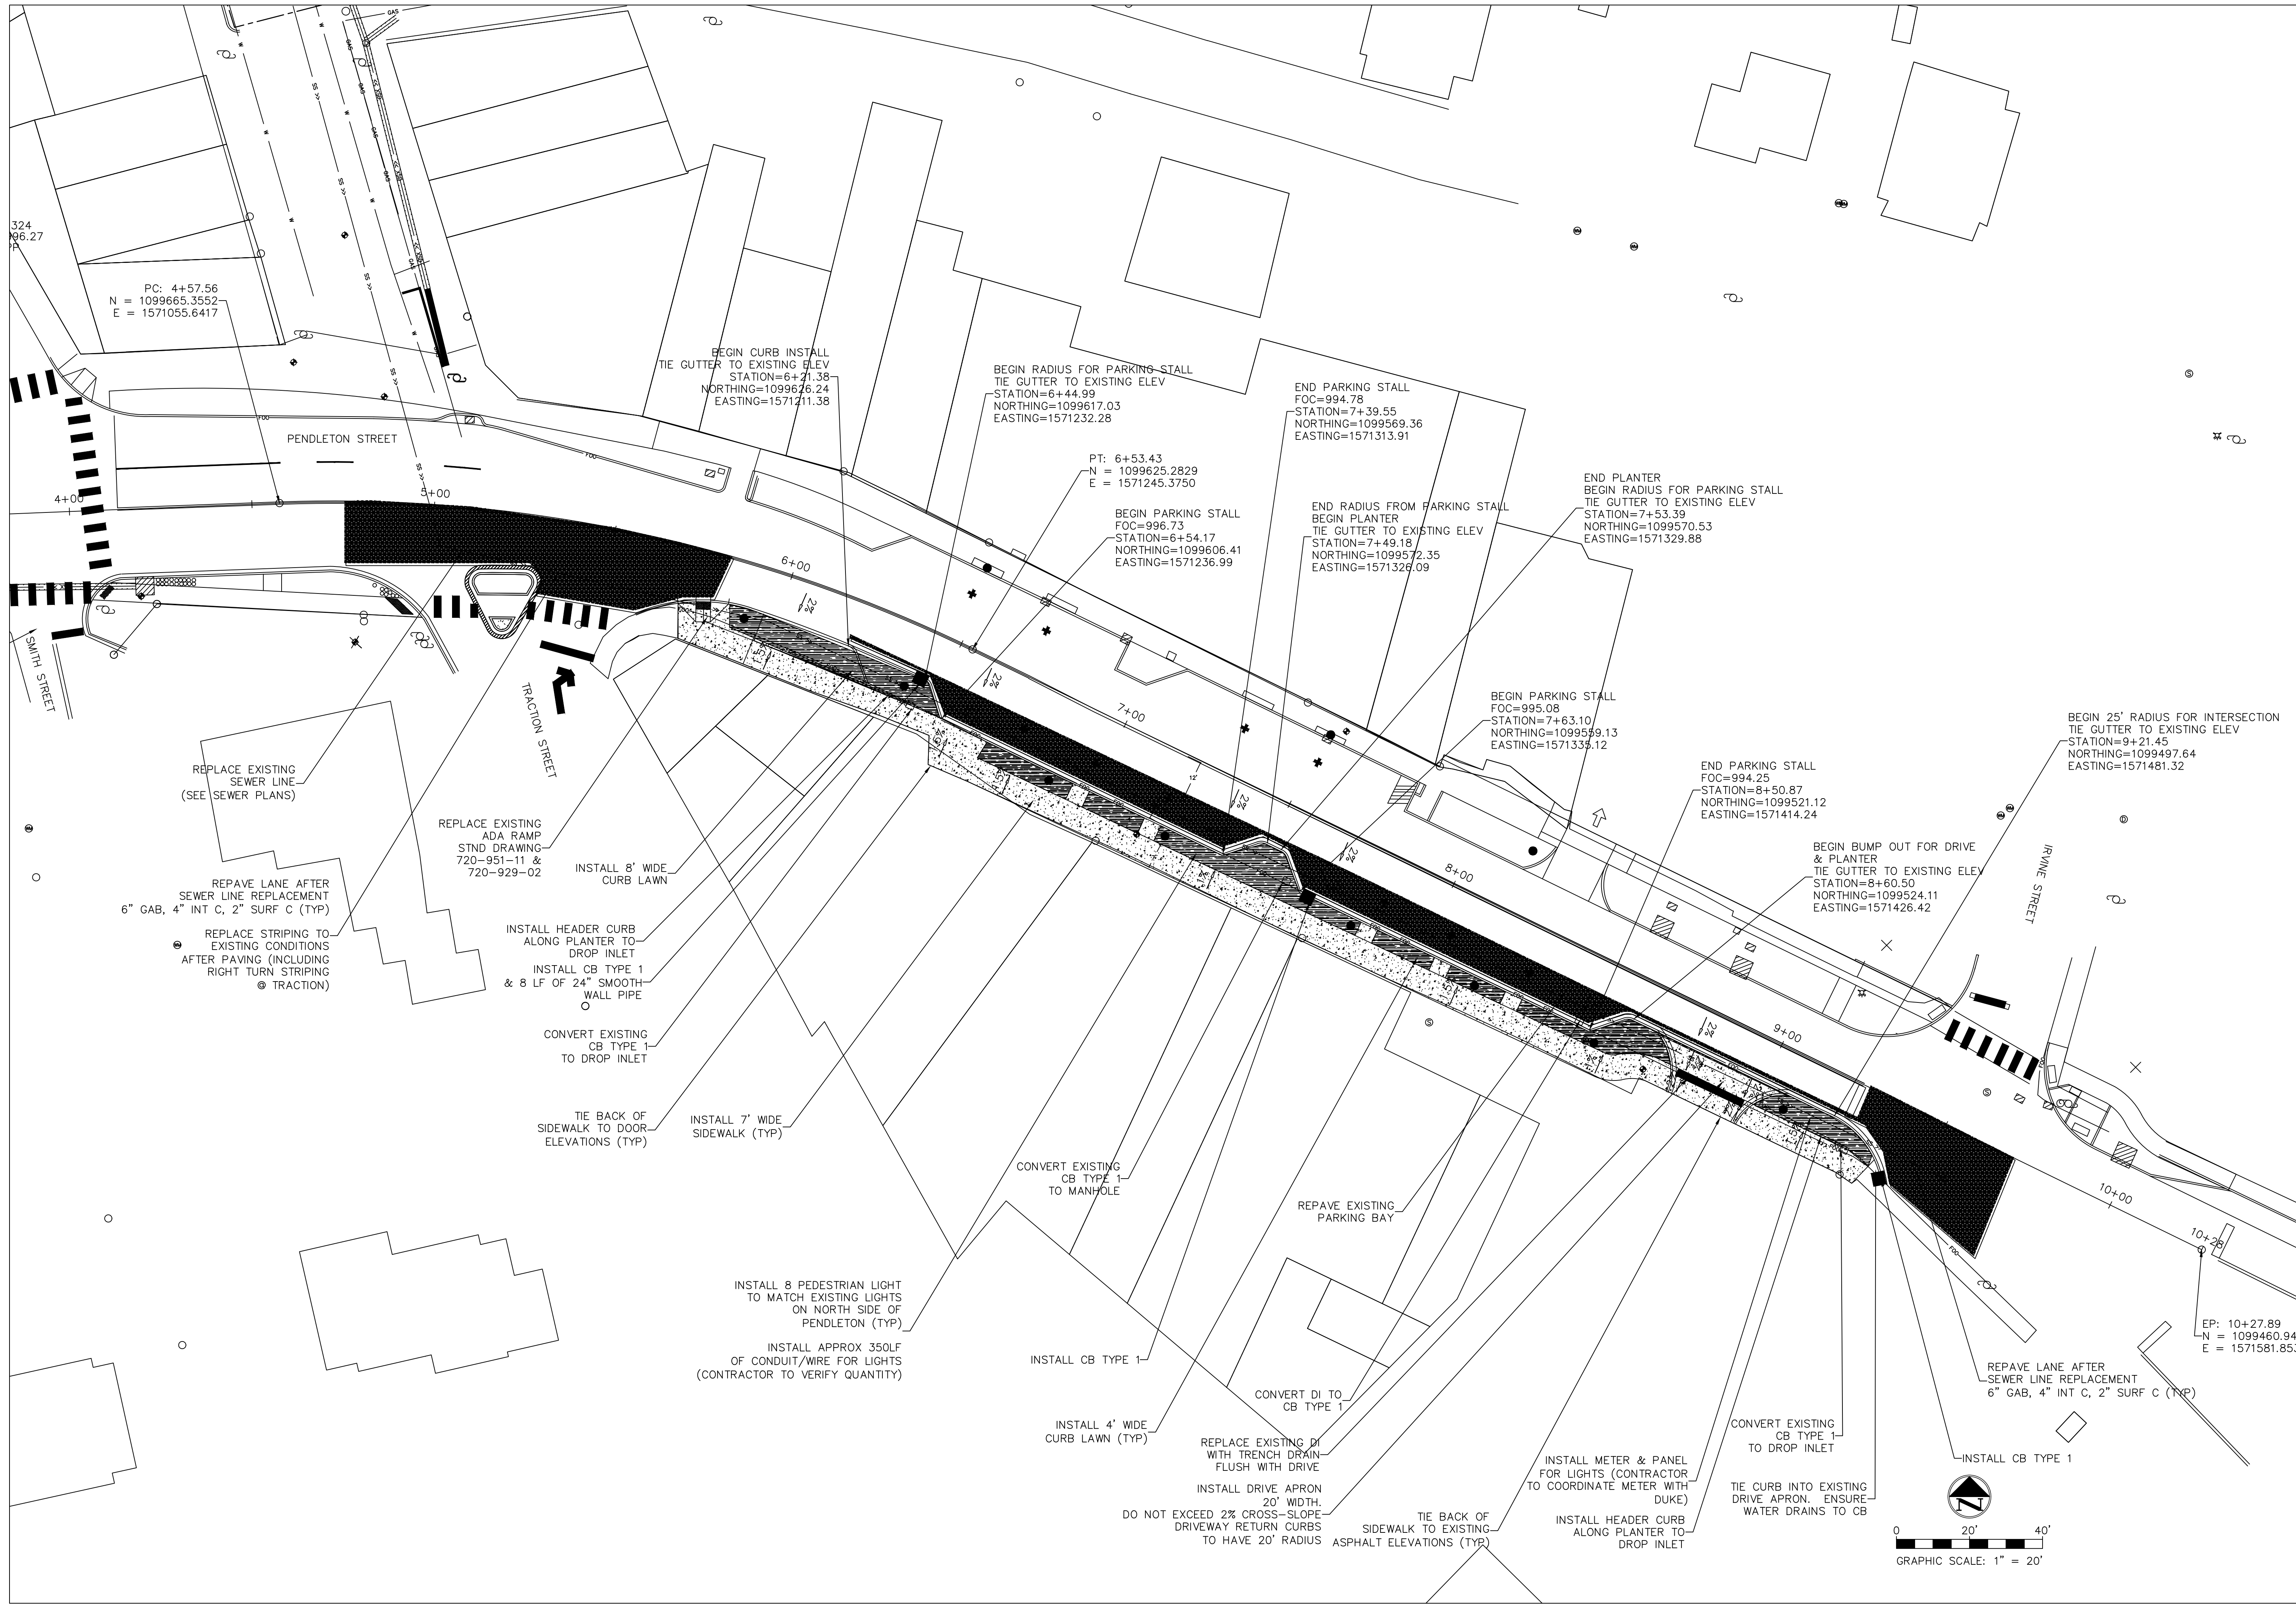 GAS
W
W
SS >>
GAS
<< XSS
324
96.27
PP
PC: 4+57.56
N = 1099665.3552
E = 1571055.6417
BEGIN CURB INSTALL
TIE GUTTER TO EXISTING ELEV
STATION=6+21.38
NORTHING=1099626.24
EASTING=1571211.38
BEGIN RADIUS FOR PARKING STALL
TIE GUTTER TO EXISTING ELEV
STATION=6+44.99
NORTHING=1099617.03
EASTING=1571232.28
END PARKING STALL
FOC=994.78
STATION=7+39.55
NORTHING=1099569.36
EASTING=1571313.91
PT: 6+53.43
N = 1099625.2829
E = 1571245.3750
END PLANTER
BEGIN RADIUS FOR PARKING STALL
TIE GUTTER TO EXISTING ELEV
STATION=7+53.39
NORTHING=1099570.53
EASTING=1571329.88
BEGIN PARKING STALL
FOC=996.73
STATION=6+54.17
NORTHING=1099606.41
EASTING=1571236.99
END RADIUS FROM PARKING STALL
BEGIN PLANTER
TIE GUTTER TO EXISTING ELEV
STATION=7+49.18
NORTHING=1099572.35
EASTING=1571326.09
PENDLETON STREET
FOO
FOO
4+00
5+00
6+00
7+00
8+00
9+00
10+00
10+28
2%
2%
2%
2%
2%
12'
SMITH STREET
TRACTION STREET
IRVINE STREET
BEGIN PARKING STALL
FOC=995.08
STATION=7+63.10
NORTHING=1099559.13
EASTING=1571335.12
BEGIN 25' RADIUS FOR INTERSECTION
TIE GUTTER TO EXISTING ELEV
STATION=9+21.45
NORTHING=1099497.64
EASTING=1571481.32
END PARKING STALL
FOC=994.25
STATION=8+50.87
NORTHING=1099521.12
EASTING=1571414.24
BEGIN BUMP OUT FOR DRIVE
& PLANTER
TIE GUTTER TO EXISTING ELEV
STATION=8+60.50
NORTHING=1099524.11
EASTING=1571426.42
REPLACE EXISTING
SEWER LINE
(SEE SEWER PLANS)
REPLACE EXISTING
ADA RAMP
STND DRAWING
720-951-11 &
720-929-02
INSTALL 8' WIDE
CURB LAWN
REPAVE LANE AFTER
SEWER LINE REPLACEMENT
6" GAB, 4" INT C, 2" SURF C (TYP)
REPLACE STRIPING TO
EXISTING CONDITIONS
AFTER PAVING (INCLUDING
RIGHT TURN STRIPING
@ TRACTION)
INSTALL HEADER CURB
ALONG PLANTER TO
DROP INLET
INSTALL CB TYPE 1
& 8 LF OF 24" SMOOTH
WALL PIPE
CONVERT EXISTING
CB TYPE 1
TO DROP INLET
TIE BACK OF
SIDEWALK TO DOOR
ELEVATIONS (TYP)
INSTALL 7' WIDE
SIDEWALK (TYP)
CONVERT EXISTING
CB TYPE 1
TO MANHOLE
REPAVE EXISTING
PARKING BAY
INSTALL 8 PEDESTRIAN LIGHT
TO MATCH EXISTING LIGHTS
ON NORTH SIDE OF
PENDLETON (TYP)
INSTALL APPROX 350LF
OF CONDUIT/WIRE FOR LIGHTS
(CONTRACTOR TO VERIFY QUANTITY)
INSTALL CB TYPE 1
CONVERT DI TO
CB TYPE 1
INSTALL 4' WIDE
CURB LAWN (TYP)
REPLACE EXISTING DI
WITH TRENCH DRAIN
FLUSH WITH DRIVE
INSTALL DRIVE APRON
20' WIDTH.
DO NOT EXCEED 2% CROSS-SLOPE
DRIVEWAY RETURN CURBS
TO HAVE 20' RADIUS
TIE BACK OF
SIDEWALK TO EXISTING
ASPHALT ELEVATIONS (TYP)
INSTALL METER & PANEL
FOR LIGHTS (CONTRACTOR
TO COORDINATE METER WITH
DUKE)
INSTALL HEADER CURB
ALONG PLANTER TO
DROP INLET
CONVERT EXISTING
CB TYPE 1
TO DROP INLET
TIE CURB INTO EXISTING
DRIVE APRON. ENSURE
WATER DRAINS TO CB
INSTALL CB TYPE 1
REPAVE LANE AFTER
SEWER LINE REPLACEMENT
6" GAB, 4" INT C, 2" SURF C (TYP)
EP: 10+27.89
N = 1099460.94
E = 1571581.853
FOO
N
0 20' 40'
GRAPHIC SCALE: 1" = 20'